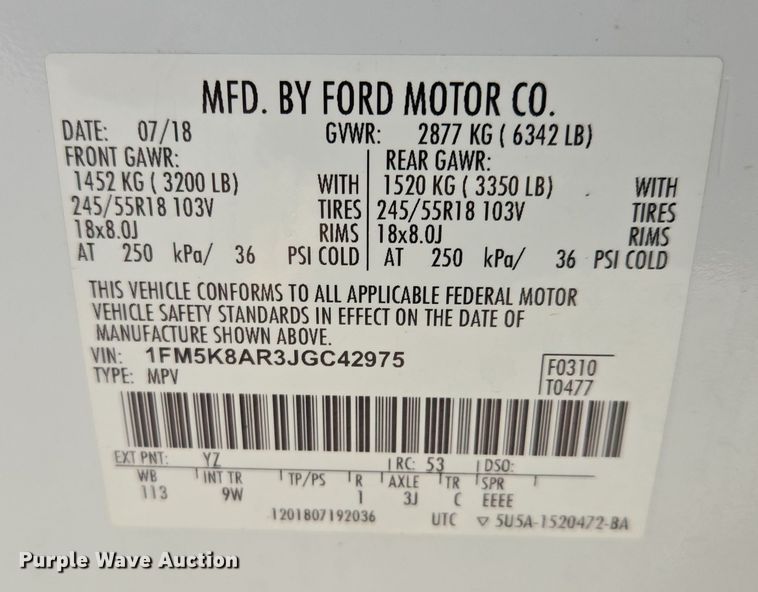 MFD. BY FORD MOTOR CO.
DATE: 07/18 GVWR: 2877 KG ( 6342 LB)
FRONT GAWR: REAR GAWR:
1452 KG ( 3200 LB) WITH 1520 KG ( 3350 LB) WITH
245/55R18 103V TIRES 245/55R18 103V TIRES
18x8.0J RIMS 18x8.0J RIMS
AT 250 kPa/ 36 PSI COLD AT 250 kPa/ 36 PSI COLD
THIS VEHICLE CONFORMS TO ALL APPLICABLE FEDERAL MOTOR
VEHICLE SAFETY STANDARDS IN EFFECT ON THE DATE OF
MANUFACTURE SHOWN ABOVE.
VIN: 1FM5K8AR3JGC42975 F0310
TYPE: MPV T0477
EXT PNT: YZ RC: 53 DSO:
WB INT TR TP/PS R AXLE TR SPR
113 9W 1 3J C EEEE
1201807192036 UTC ▽ 5U5A-1520472-BA
Purple Wave Auction